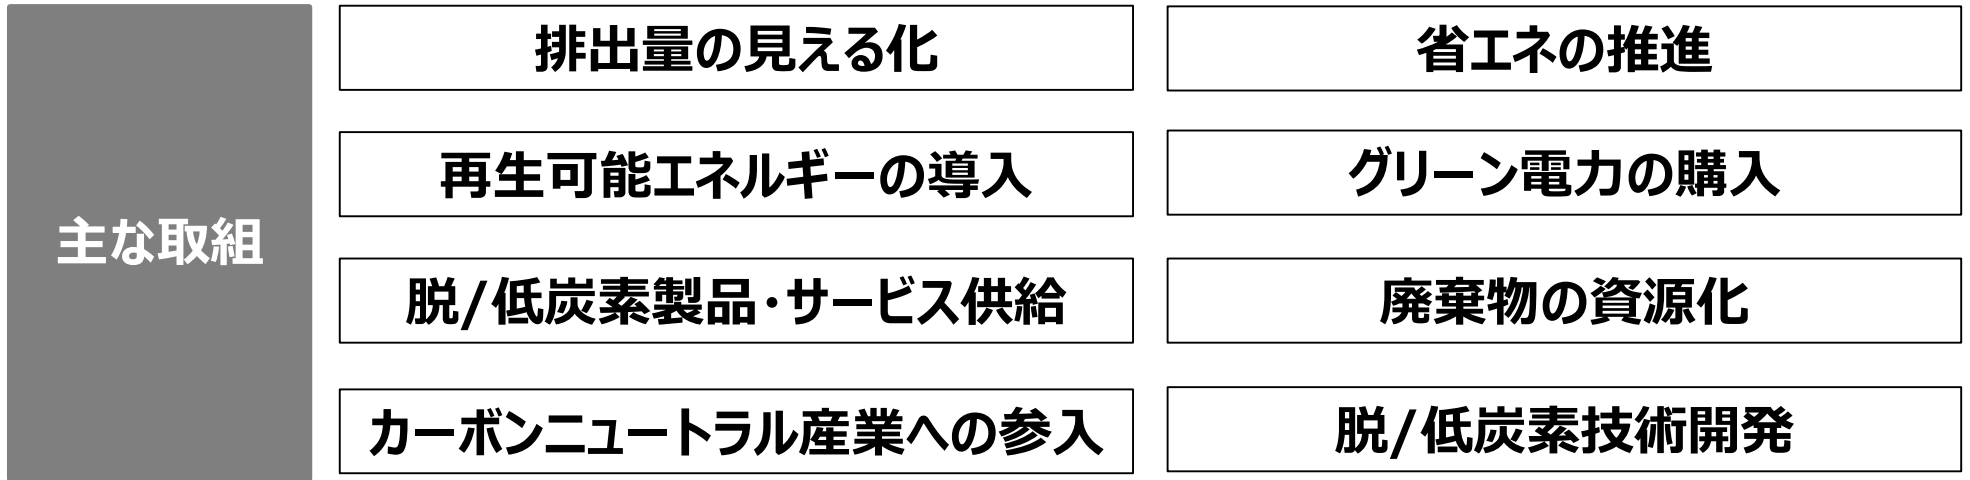 主な取組
排出量の見える化
省エネの推進
再生可能エネルギーの導入
グリーン電力の購入
脱/低炭素製品・サービス供給
廃棄物の資源化
カーボンニュートラル産業への参入
脱/低炭素技術開発